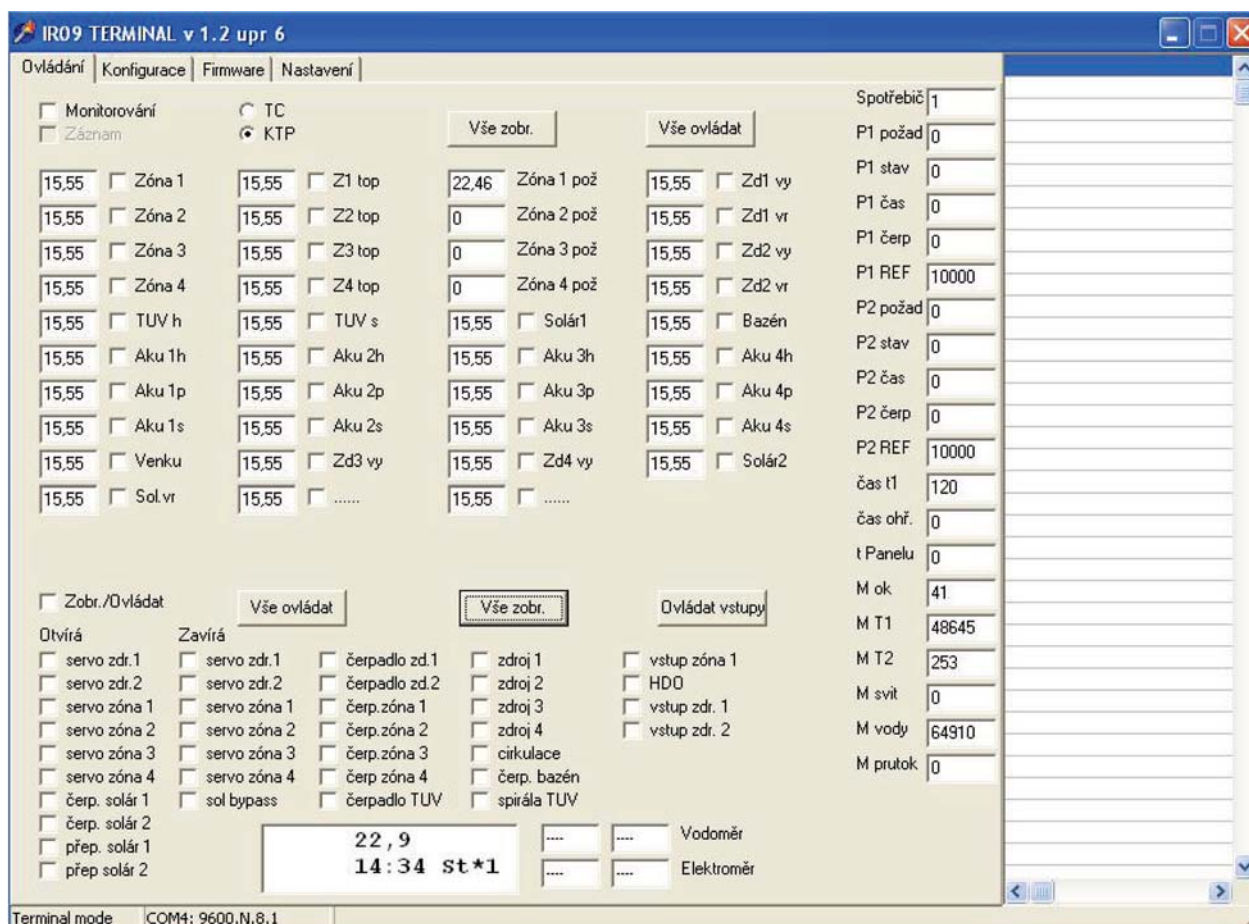 IR09 TERMINAL v 1.2 upr 6
Ovládání Konfigurace Firmware Nastavení
Monitorování TC Vše zobr. Vše ovládat
Záznam KTP
15,55 Zóna 1 15,55 Z1 top 22,46 Zóna 1 pož 15,55 Zd1 vy
15,55 Zóna 2 15,55 Z2 top 0 Zóna 2 pož 15,55 Zd1 vr
15,55 Zóna 3 15,55 Z3 top 0 Zóna 3 pož 15,55 Zd2 vy
15,55 Zóna 4 15,55 Z4 top 0 Zóna 4 pož 15,55 Zd2 vr
15,55 TUV h 15,55 TUV s 15,55 Solár1 15,55 Bazén
15,55 Aku 1h 15,55 Aku 2h 15,55 Aku 3h 15,55 Aku 4h
15,55 Aku 1p 15,55 Aku 2p 15,55 Aku 3p 15,55 Aku 4p
15,55 Aku 1s 15,55 Aku 2s 15,55 Aku 3s 15,55 Aku 4s
15,55 Venku 15,55 Zd3 vy 15,55 Zd4 vy 15,55 Solár2
15,55 Sol.vr 15,55 ...... 15,55 ......
Spotřebič 1
P1 požad 0
P1 stav 0
P1 čas 0
P1 čerp 0
P1 REF 10000
P2 požad 0
P2 stav 0
P2 čas 0
P2 čerp 0
P2 REF 10000
čas t1 120
čas ohř. 0
t Panelu 0
M ok 41
M T1 48645
M T2 253
M svit 0
M vody 64910
M prutok 0
Zobr./Ovládat Vše ovládat Vše zobr. Ovládat vstupy
Otvírá Zavírá
servo zdr.1 servo zdr.1 čerpadlo zd.1 zdroj 1 vstup zóna 1
servo zdr.2 servo zdr.2 čerpadlo zd.2 zdroj 2 HDO
servo zóna 1 servo zóna 1 čerp.zóna 1 zdroj 3 vstup zdr. 1
servo zóna 2 servo zóna 2 čerp.zóna 2 zdroj 4 vstup zdr. 2
servo zóna 3 servo zóna 3 čerp.zóna 3 cirkulace
servo zóna 4 servo zóna 4 čerp zóna 4 čerp. bazén
čerp. solár 1 sol bypass čerpadlo TUV spirála TUV
čerp. solár 2
přep. solár 1
přep solár 2
22,9
14:34 St*1
---- ---- Vodoměr
---- ---- Elektroměr
Terminal mode COM4: 9600,N,8,1